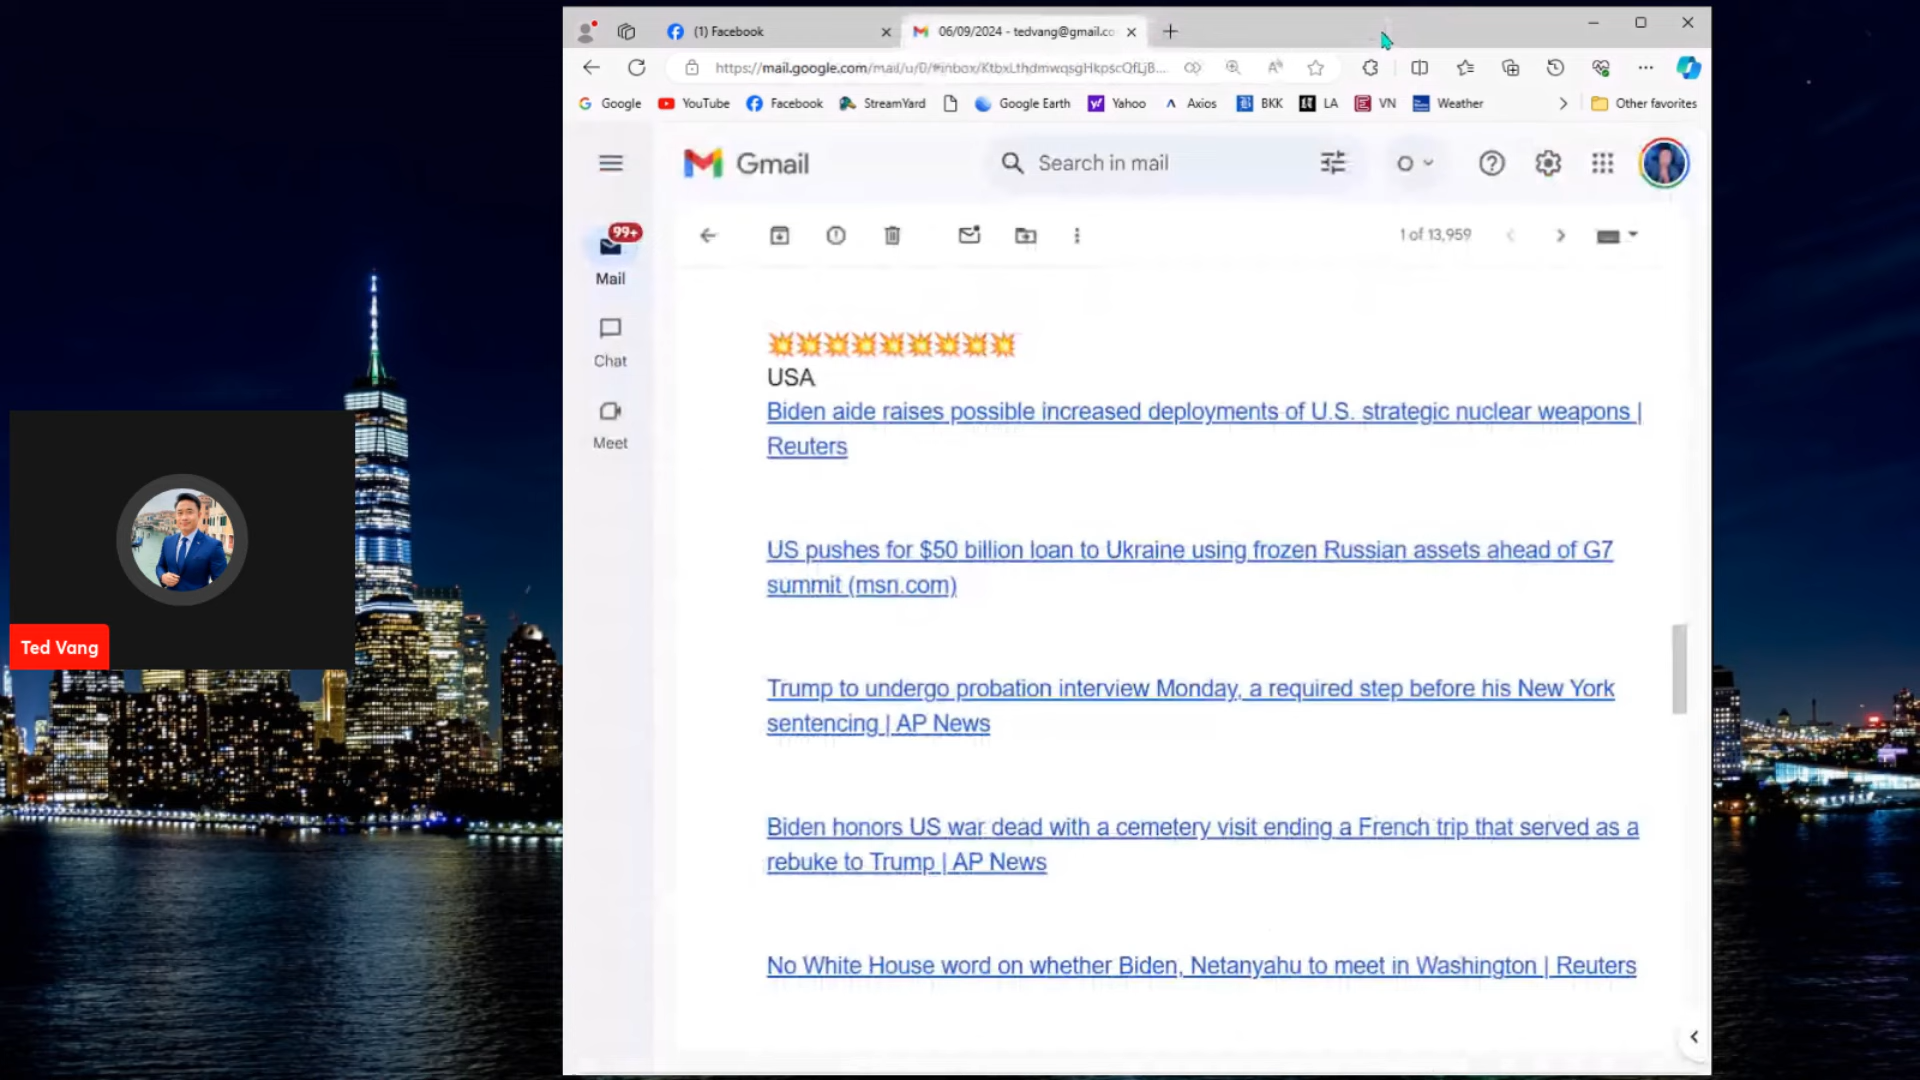 (1) Facebook
06/09/2024 - tedvang@gmail.co
https://mail.google.com/mail/u/0/#inbox/
Google
YouTube
Facebook
StreamYard
Google Earth
Yahoo
Axios
BKK
LA
VN
Weather
Other favorites
Gmail
Search in mail
99+
Mail
Chat
Meet
1 of 13,959
USA
Biden aide raises possible increased deployments of U.S. strategic nuclear weapons |
Reuters
US pushes for $50 billion loan to Ukraine using frozen Russian assets ahead of G7
summit (msn.com)
Trump to undergo probation interview Monday, a required step before his New York
sentencing | AP News
Biden honors US war dead with a cemetery visit ending a French trip that served as a
rebuke to Trump | AP News
No White House word on whether Biden, Netanyahu to meet in Washington | Reuters
Ted Vang